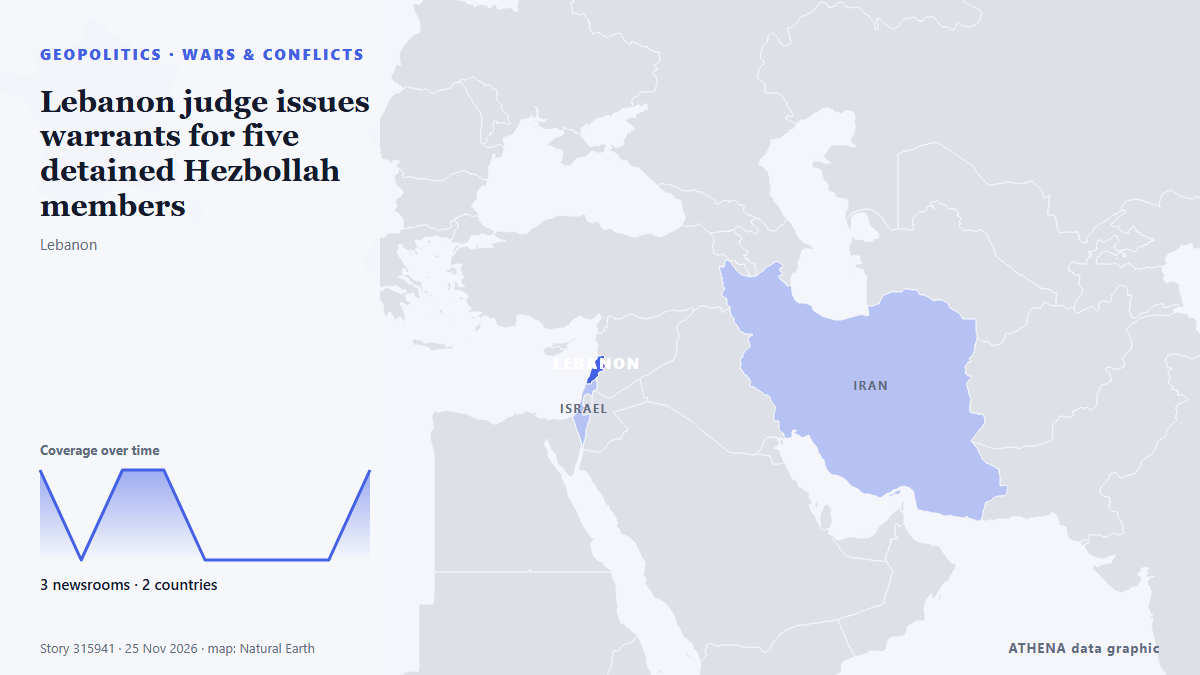 GEOPOLITICS · WARS & CONFLICTS
Lebanon judge issues
warrants for five
detained Hezbollah
members
Lebanon
Coverage over time
3 newsrooms · 2 countries
Story 315941 · 25 Nov 2026 · map: Natural Earth
LEBANON
ISRAEL
IRAN
ATHENA data graphic